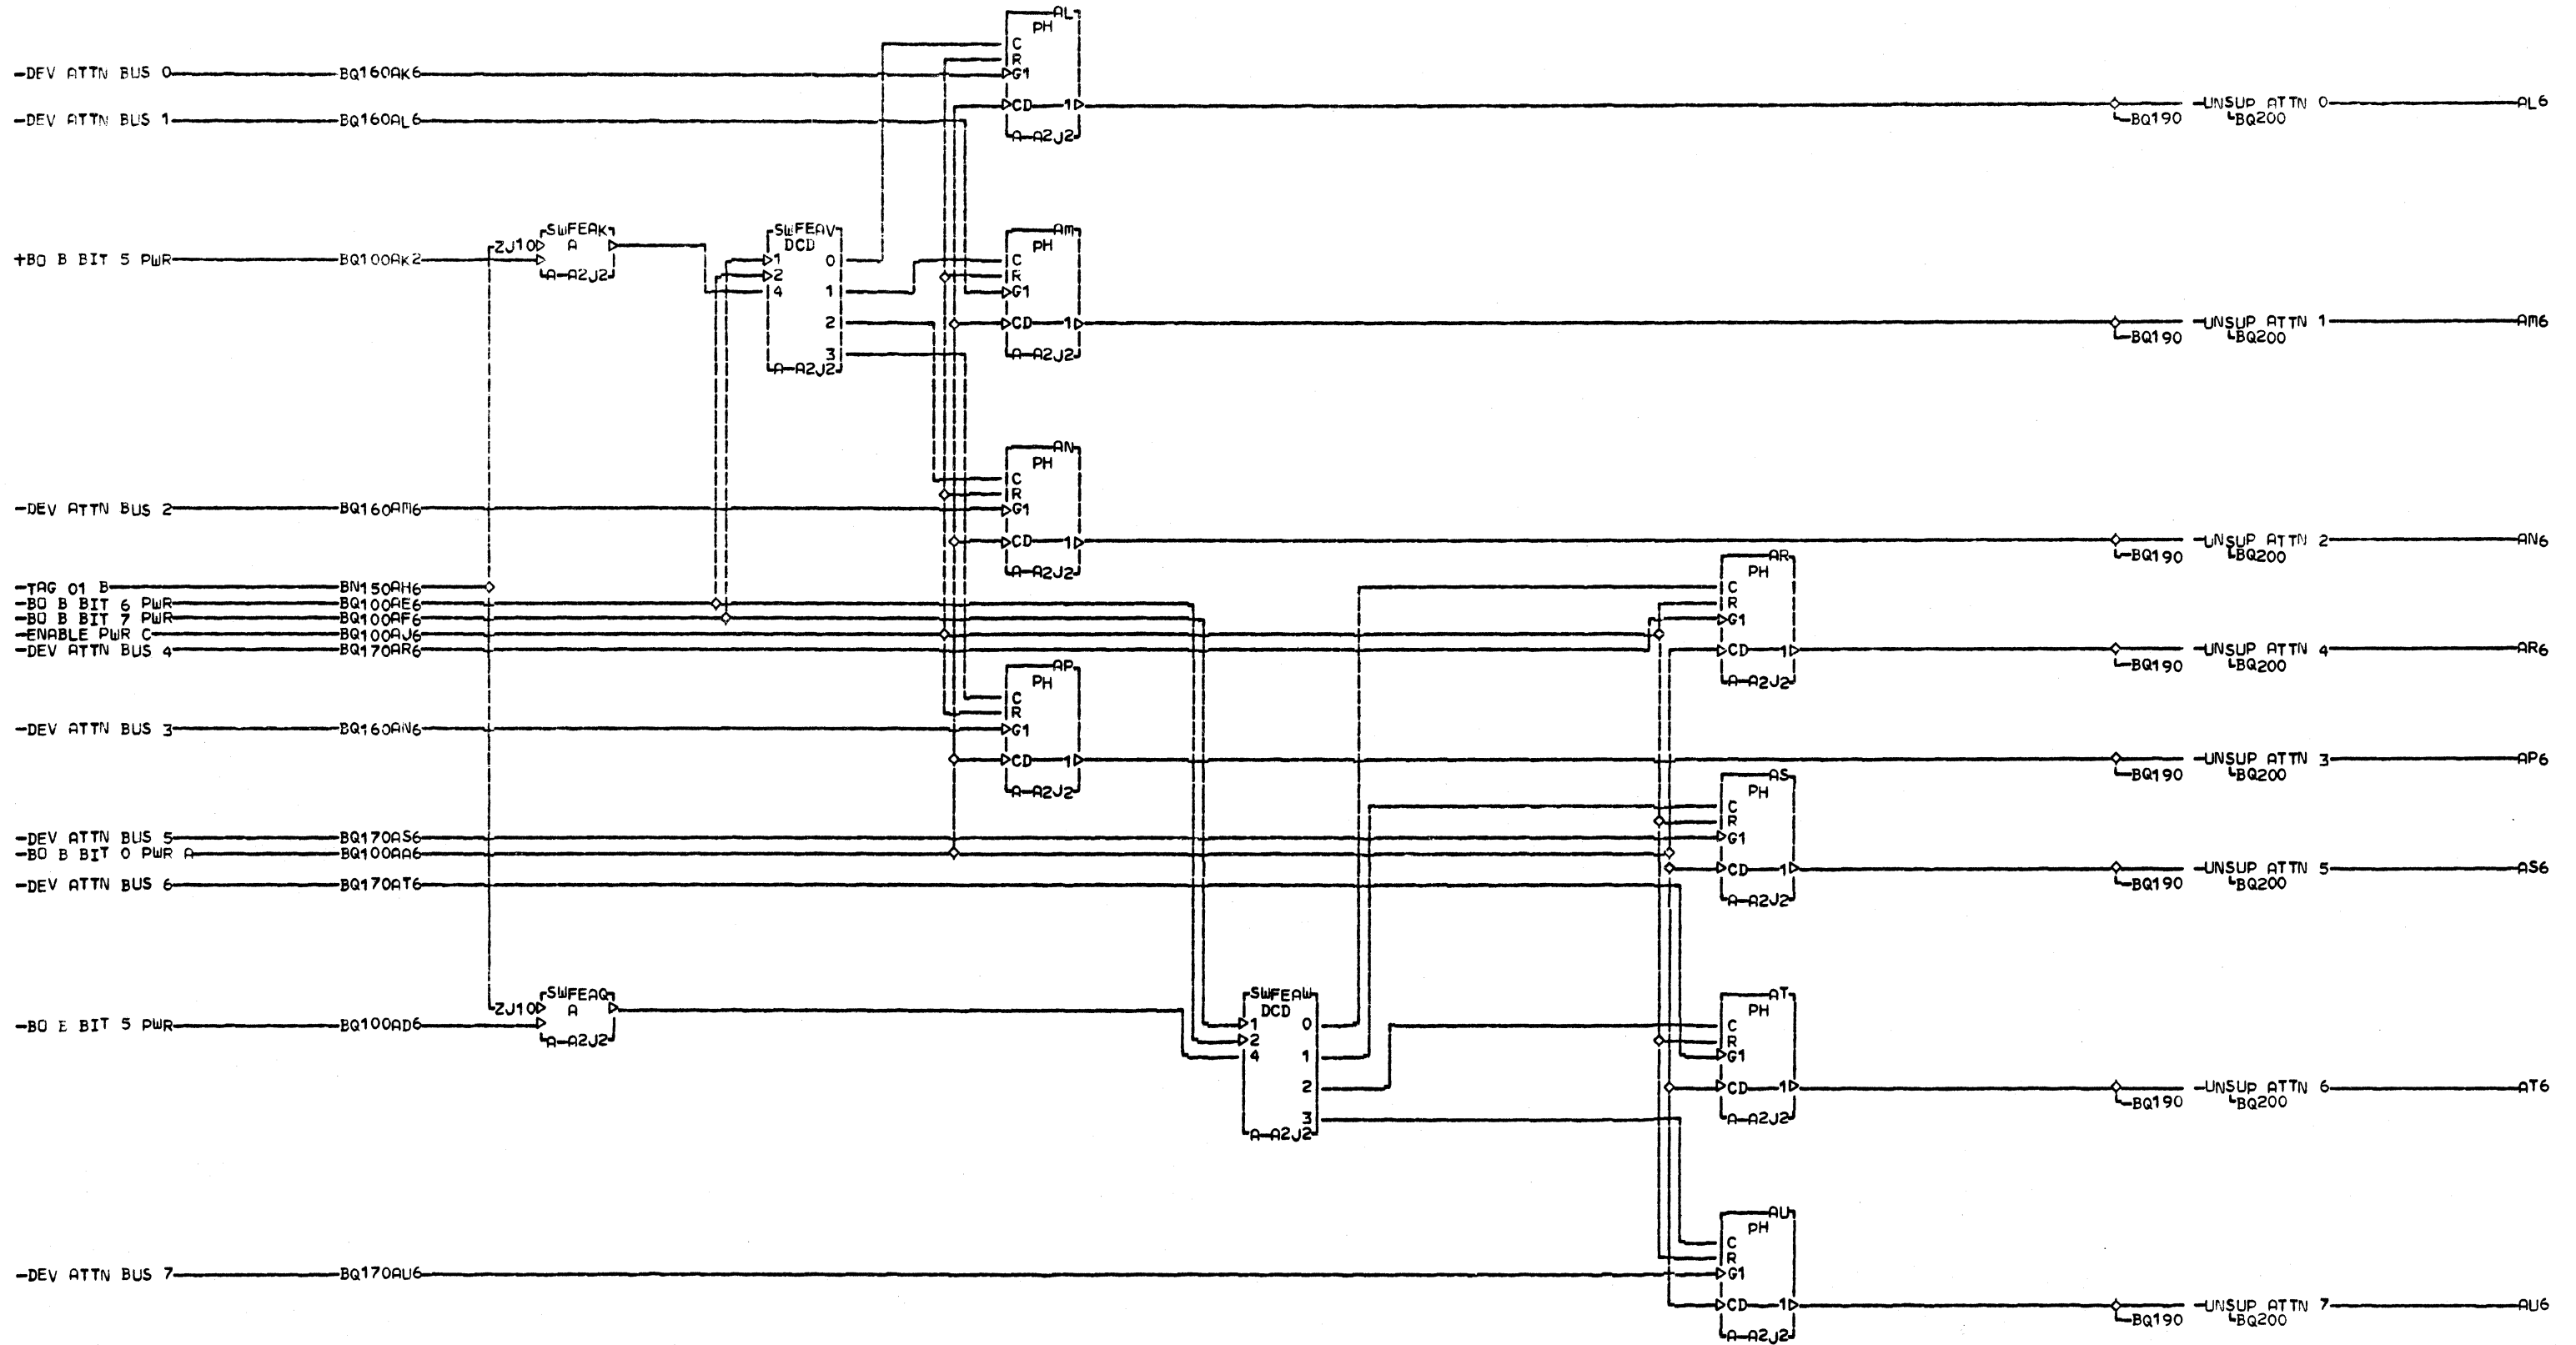 AL
PH
C
R
-DEV ATTN BUS 0 BQ160AK6 G1
CD 1 -UNSUP ATTN 0 AL6
BQ190 BQ200
-DEV ATTN BUS 1 BQ160AL6
A-A2J2
SWFEAK SWFEAV AM
ZJ10 A DCD PH
+BO B BIT 5 PWR BQ100AK2 1 0 C
A-A2J2 2 R
4 1 G1
2 CD 1 -UNSUP ATTN 1 AM6
BQ190 BQ200
3 A-A2J2
A-A2J2
AN
PH
C
R
-DEV ATTN BUS 2 BQ160AM6 G1
CD 1 -UNSUP ATTN 2 AN6
BQ190 BQ200
A-A2J2
AR
PH
-TAG 01 B BN150AH6 C
-BO B BIT 6 PWR BQ100AE6 R
-BO B BIT 7 PWR BQ100AF6 G1
-ENABLE PWR C BQ100AJ6
-DEV ATTN BUS 4 BQ170AR6 CD 1 -UNSUP ATTN 4 AR6
BQ190 BQ200
A-A2J2
AP
PH
C
R
-DEV ATTN BUS 3 BQ160AN6 G1
CD 1 -UNSUP ATTN 3 AP6
BQ190 BQ200
A-A2J2
AS
PH
C
R
-DEV ATTN BUS 5 BQ170AS6 G1
-BO B BIT 0 PWR A BQ100AA6
CD 1 -UNSUP ATTN 5 AS6
BQ190 BQ200
-DEV ATTN BUS 6 BQ170AT6
A-A2J2
SWFEAQ SWFEAW AT
ZJ10 A DCD PH
-BO E BIT 5 PWR BQ100AD6 1 0 C
A-A2J2 2 R
4 1 G1
2 CD 1 -UNSUP ATTN 6 AT6
BQ190 BQ200
3 A-A2J2
A-A2J2
AU
PH
C
R
-DEV ATTN BUS 7 BQ170AU6 G1
CD 1 -UNSUP ATTN 7 AU6
BQ190 BQ200
A-A2J2